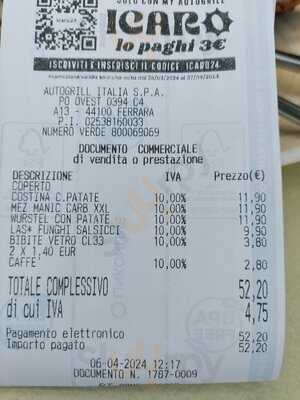 SOLO CON MY AUTOGRILL
ICARO
lo paghi 3€
ISCRIVITI E INSERISCI IL CODICE: ICARO24
AUTOGRILL ITALIA S.P.A.
PO OVEST 0394 C4
A13 - 44100 FERRARA
P.I. 02538160033
NUMERO VERDE 800069069
DOCUMENTO COMMERCIALE
di vendita o prestazione
DESCRIZIONE IVA Prezzo(€)
COPERTO
COSTINA C.PATATE 10,00% 11,90
MEZ MANIC CARB XXL 10,00% 11,90
WURSTEL CON PATATE 10,00% 11,90
LAS* FUNGHI SALSICCI 10,00% 9,90
BIBITE VETRO CL33 10,00% 3,80
2 X 1,40 EUR
CAFFE' 10,00% 2,80
TOTALE COMPLESSIVO 52,20
di cui IVA 4,75
Pagamento elettronico 52,20
Importo pagato 52,20
06-04-2024 12:17
DOCUMENTO N. 1787-0009